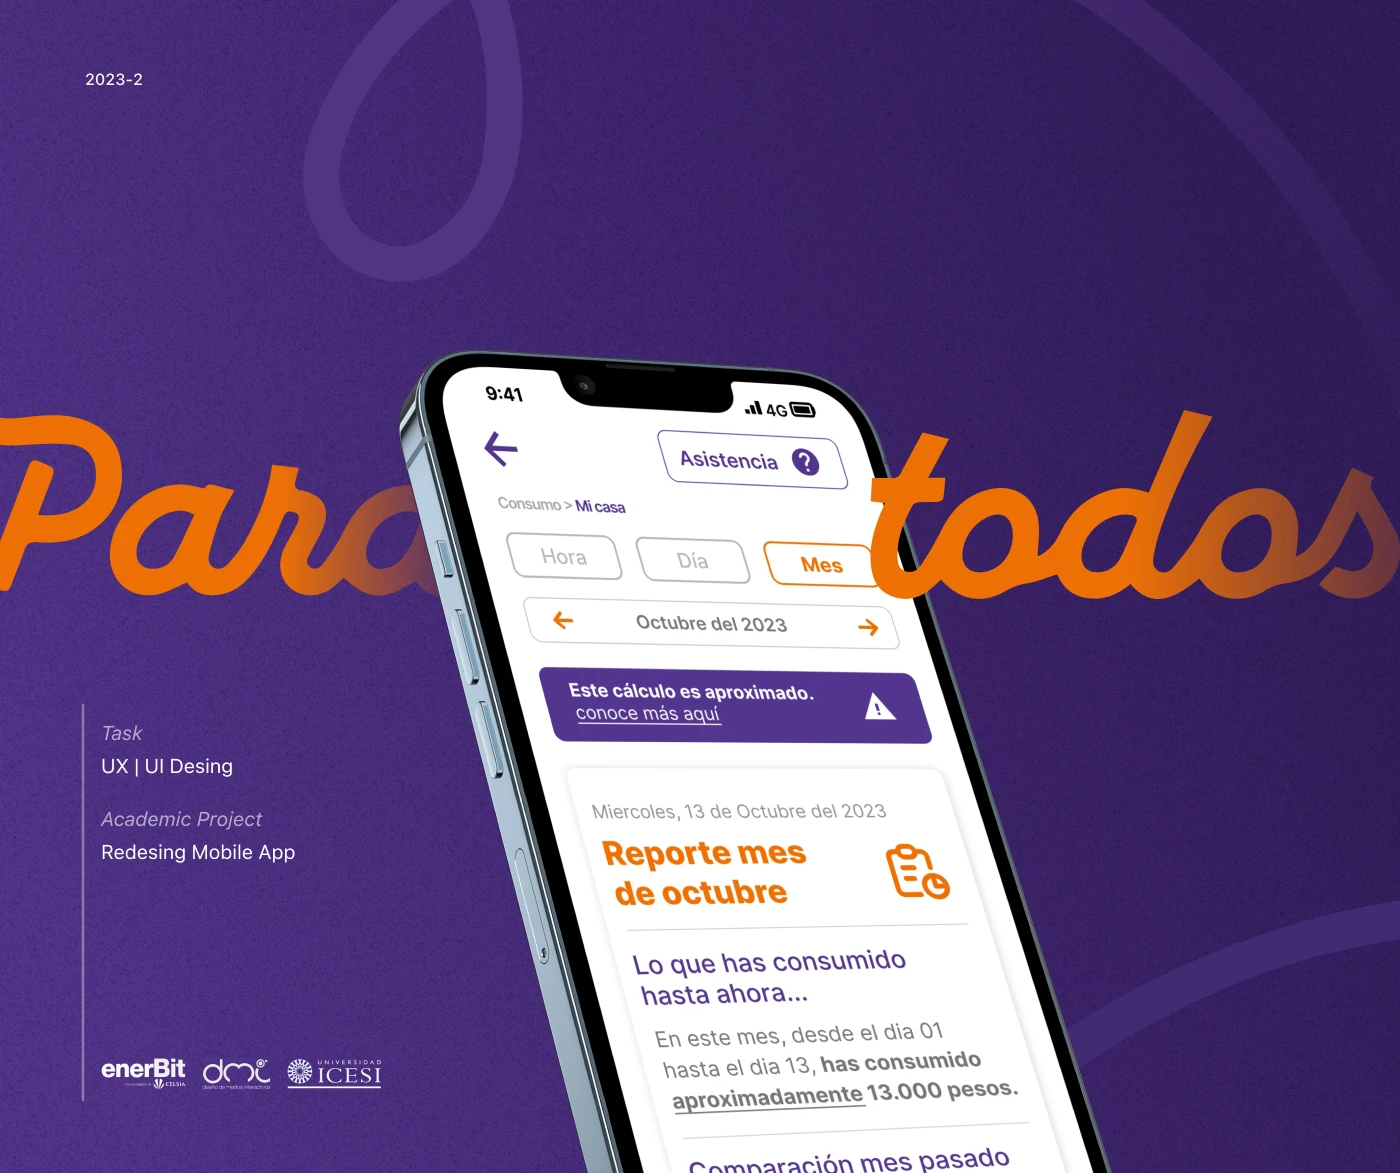 2023-2
Para todos
9:41
4G
Asistencia ?
Consumo > Mi casa
Hora
Día
Mes
Octubre del 2023
Este cálculo es aproximado.
conoce más aquí
Miercoles, 13 de Octubre del 2023
Reporte mes
de octubre
Lo que has consumido
hasta ahora...
En este mes, desde el dia 01
hasta el dia 13, has consumido
aproximadamente 13.000 pesos.
Comparación mes pasado
Task
UX | UI Desing
Academic Project
Redesing Mobile App
enerBit
CELSIA
dmi
diseño de medios interactivos
UNIVERSIDAD
ICESI